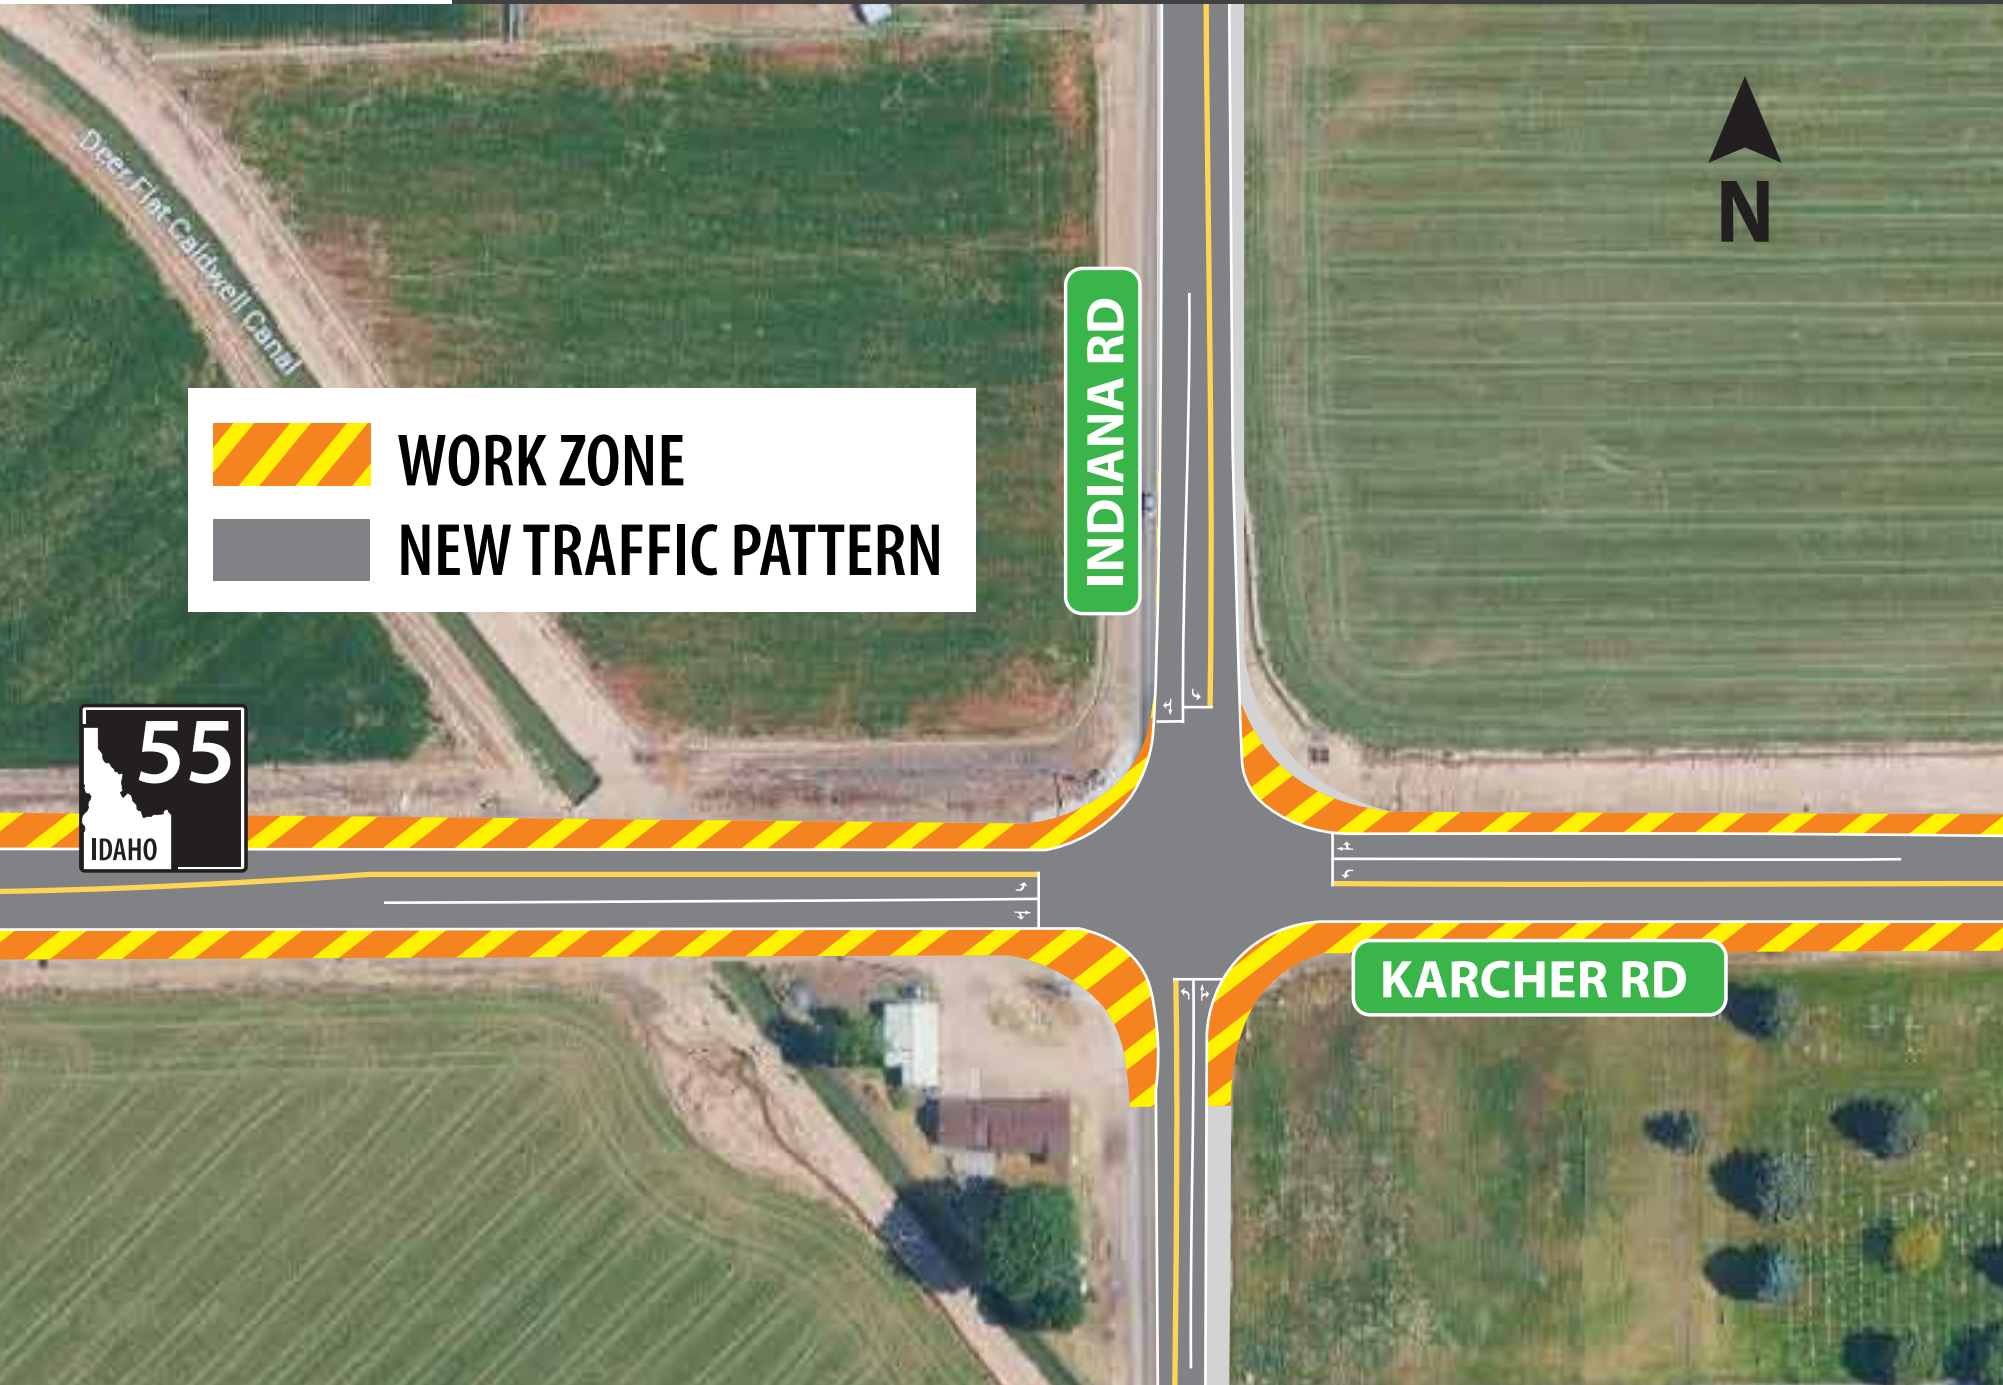 N
Deer Flat Caldwell Canal
INDIANA RD
WORK ZONE
NEW TRAFFIC PATTERN
55
IDAHO
KARCHER RD